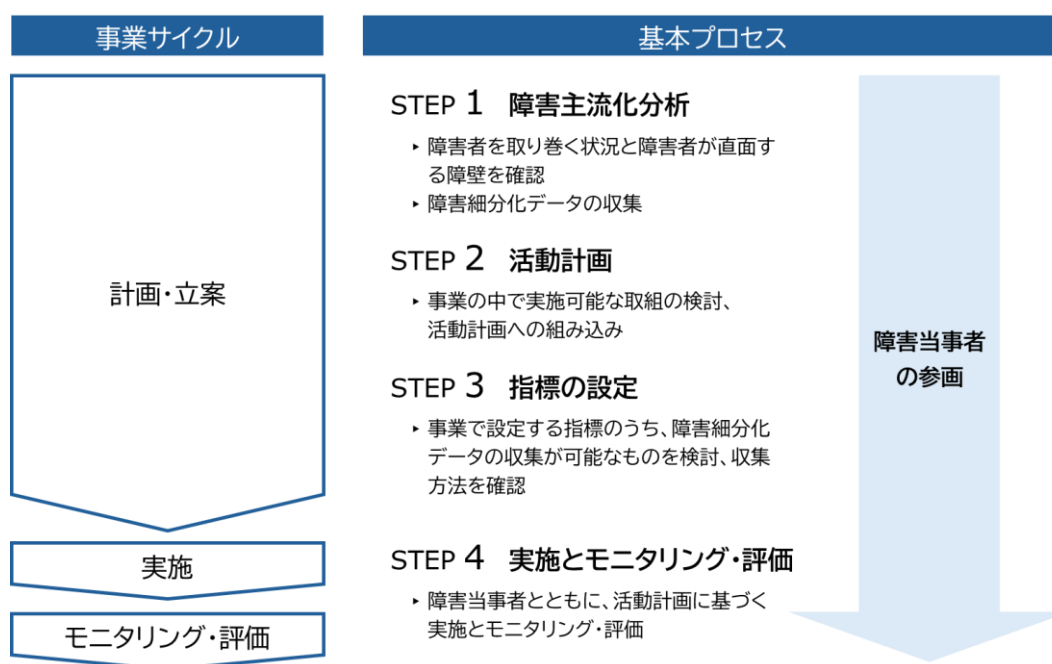 事業サイクル
基本プロセス
計画・立案
実施
モニタリング・評価
STEP 1 障害主流化分析
▸ 障害者を取り巻く状況と障害者が直面す
る障壁を確認
▸ 障害細分化データの収集
STEP 2 活動計画
▸ 事業の中で実施可能な取組の検討、
活動計画への組み込み
STEP 3 指標の設定
▸ 事業で設定する指標のうち、障害細分化
データの収集が可能なものを検討、収集
方法を確認
STEP 4 実施とモニタリング・評価
▸ 障害当事者とともに、活動計画に基づく
実施とモニタリング・評価
障害当事者
の参画